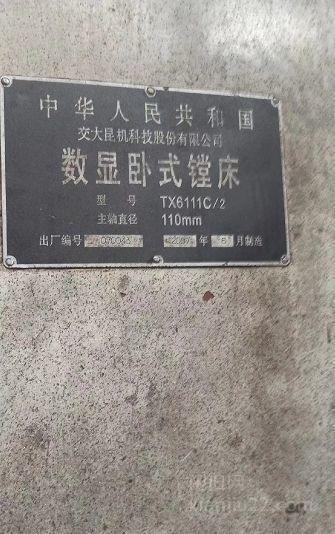 中华人民共和国
交大昆机科技股份有限公司
数显卧式镗床
型号 TX6111C/2
主轴直径 110mm
出厂编号 年 月制造